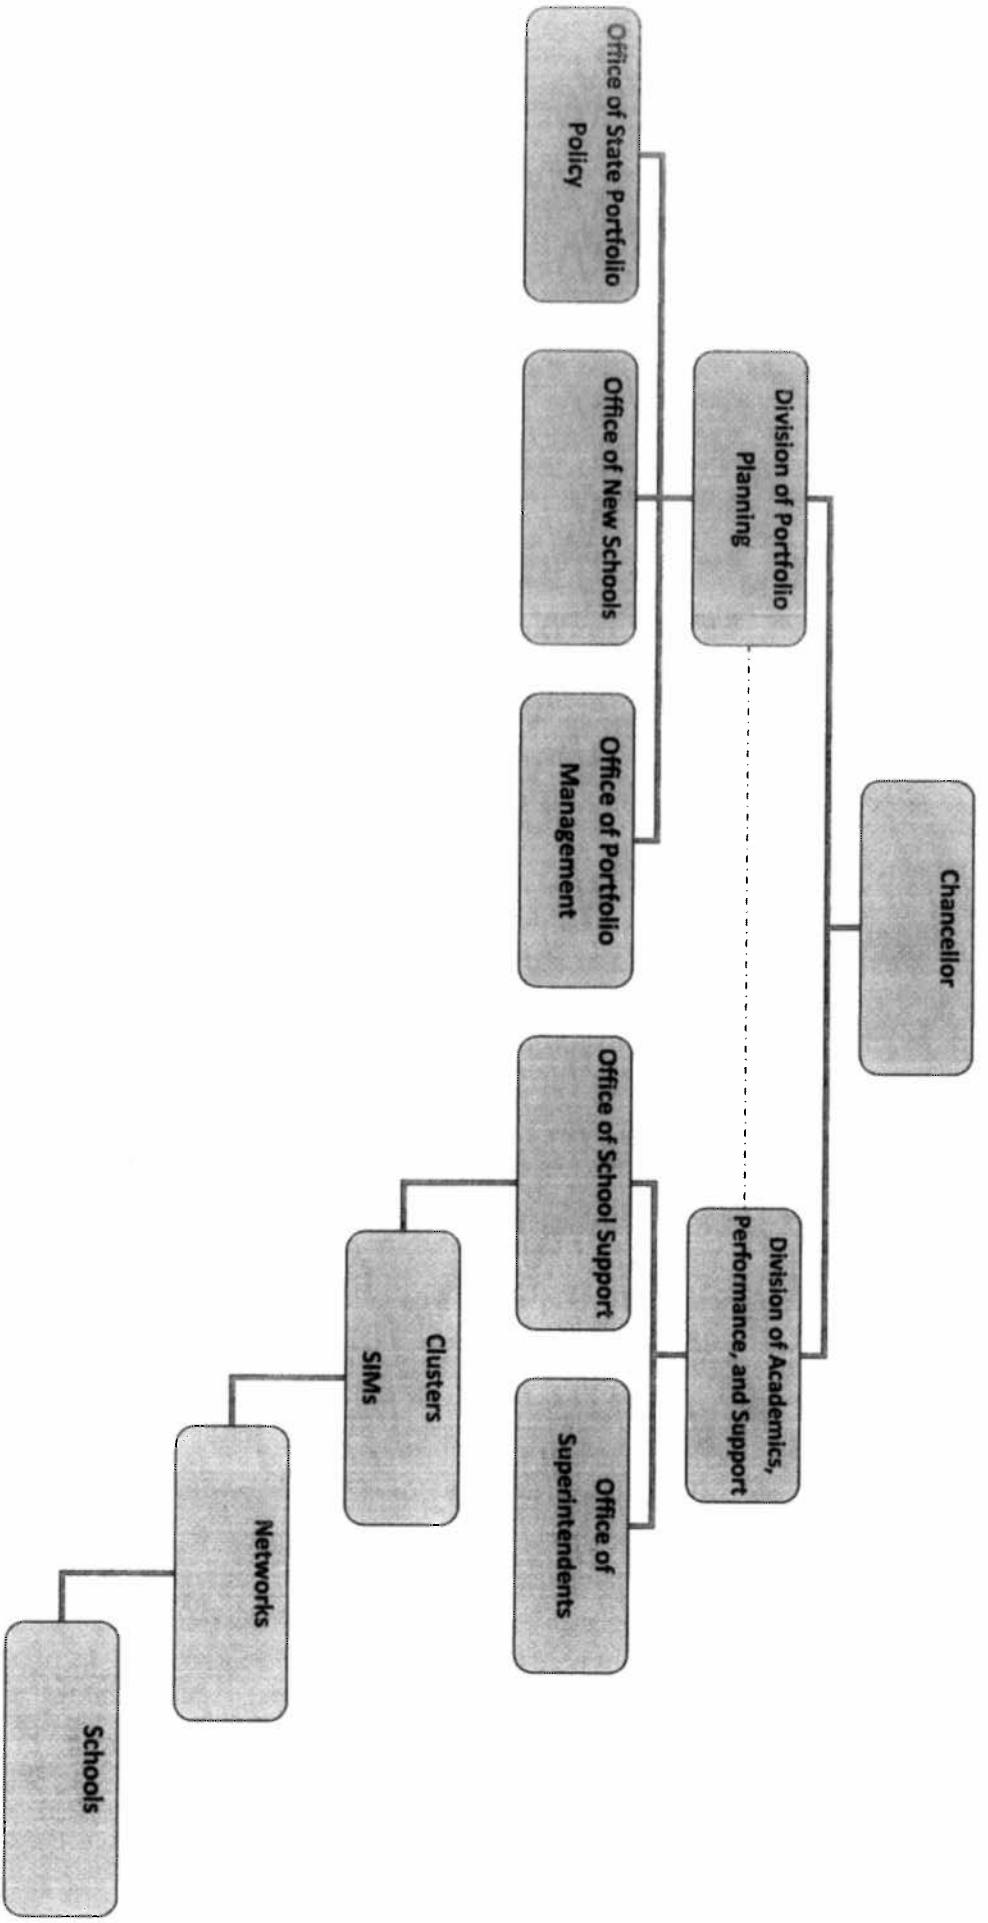 Chancellor
Division of Portfolio
Planning
Division of Academics,
Performance, and Support
Office of State Portfolio
Policy
Office of New Schools
Office of Portfolio
Management
Office of School Support
Office of
Superintendents
Clusters
SIMs
Networks
Schools